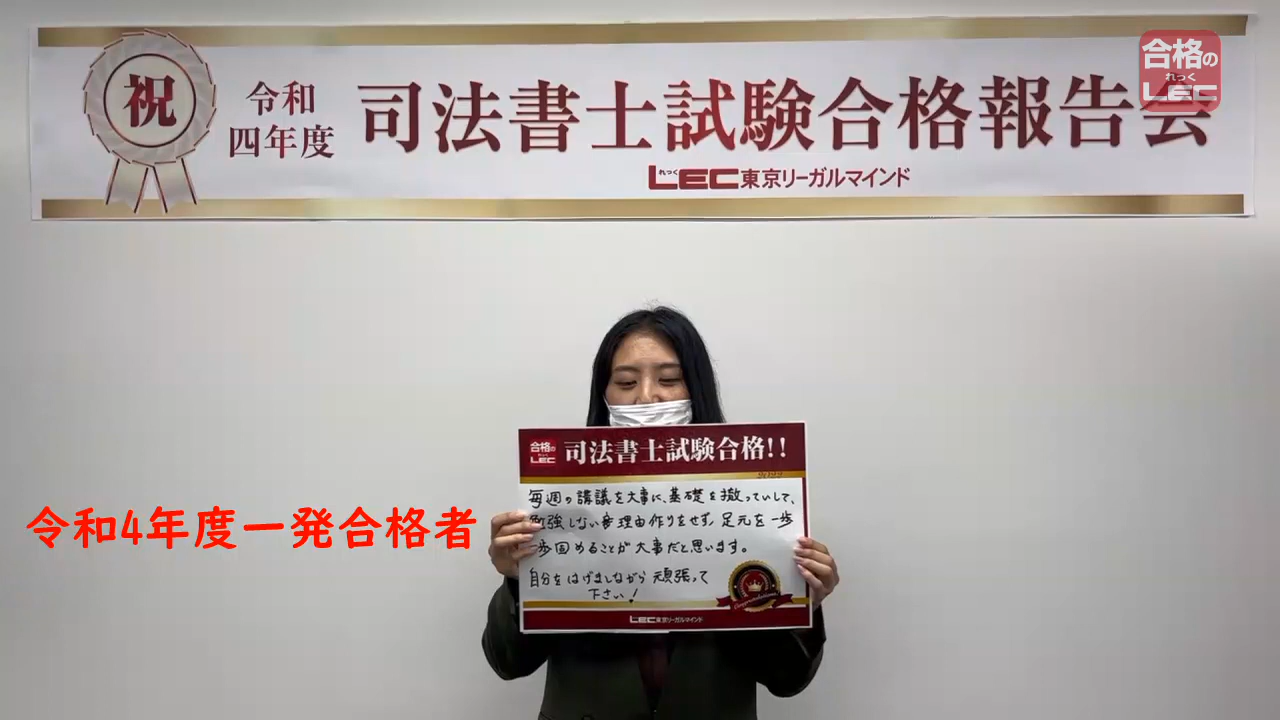 祝
令和
四年度
司法書士試験合格報告会
れっく
LEC東京リーガルマインド
合格の
れっく
LEC
合格の
LEC
司法書士試験合格!!
毎週の講議を大事に、基礎を徹っていして、
勉強しない理由作りをせず、足元を一歩
一歩固めることが大事だと思います。
自分をはげましながら頑張って
下さい!
Congratulations
LEC東京リーガルマインド
令和4年度一発合格者